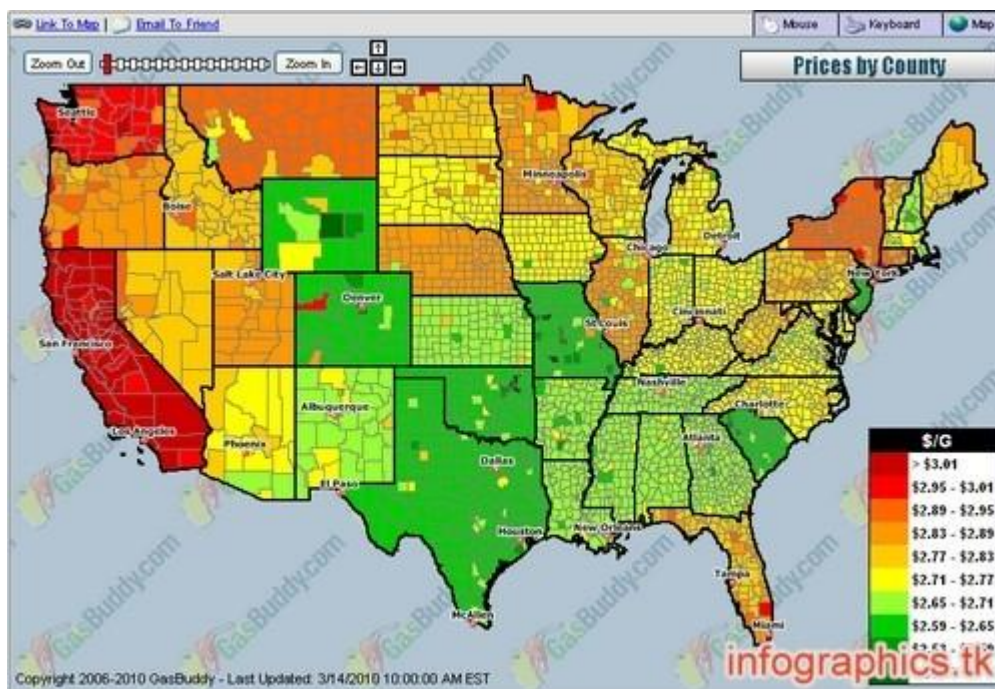 Link To Map | Email To Friend
Mouse
Keyboard
Map
Zoom Out
Zoom In
Prices by County
Seattle
Minneapolis
Boise
Detroit
Chicago
New York
Salt Lake City
Denver
Cincinnati
St Louis
San Francisco
Nashville
Charlotte
Albuquerque
Los Angeles
Atlanta
Phoenix
Dallas
El Paso
Houston
New Orleans
Tampa
McAllen
Miami
$/G
> $3.01
$2.95 - $3.01
$2.89 - $2.95
$2.83 - $2.89
$2.77 - $2.83
$2.71 - $2.77
$2.65 - $2.71
$2.59 - $2.65
infographics.tk
Copyright 2006-2010 GasBuddy - Last Updated: 3/14/2010 10:00:00 AM EST
GasBuddy.com